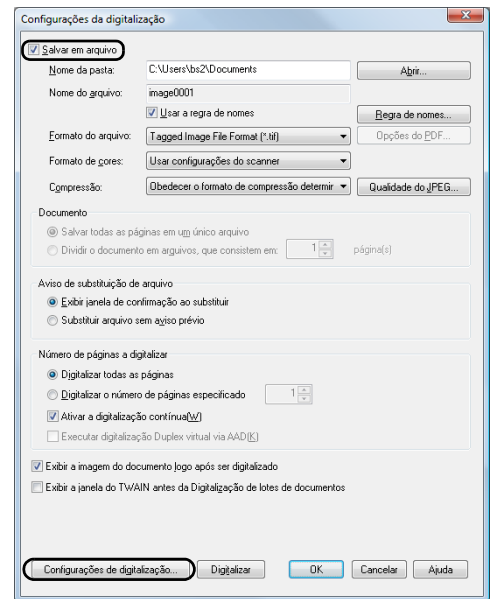 Configurações da digitalização
Salvar em arquivo
Nome da pasta: C:\Users\bs2\Documents Abrir...
Nome do arquivo: image0001
Usar a regra de nomes Regra de nomes...
Formato do arquivo: Tagged Image File Format (*.tif) Opções do PDF...
Formato de cores: Usar configurações do scanner
Compressão: Obedecer o formato de compressão determir Qualidade do JPEG...
Documento
Salvar todas as páginas em um único arquivo
Dividir o documento em arquivos, que consistem em: 1 página(s)
Aviso de substituição de arquivo
Exibir janela de confirmação ao substituir
Substituir arquivo sem aviso prévio
Número de páginas a digitalizar
Digitalizar todas as páginas
Digitalizar o número de páginas especificado 1
Ativar a digitalização contínua(W)
Executar digitalização Duplex virtual via AAD(K)
Exibir a imagem do documento logo após ser digitalizado
Exibir a janela do TWAIN antes da Digitalização de lotes de documentos
Configurações de digitalização... Digitalizar OK Cancelar Ajuda